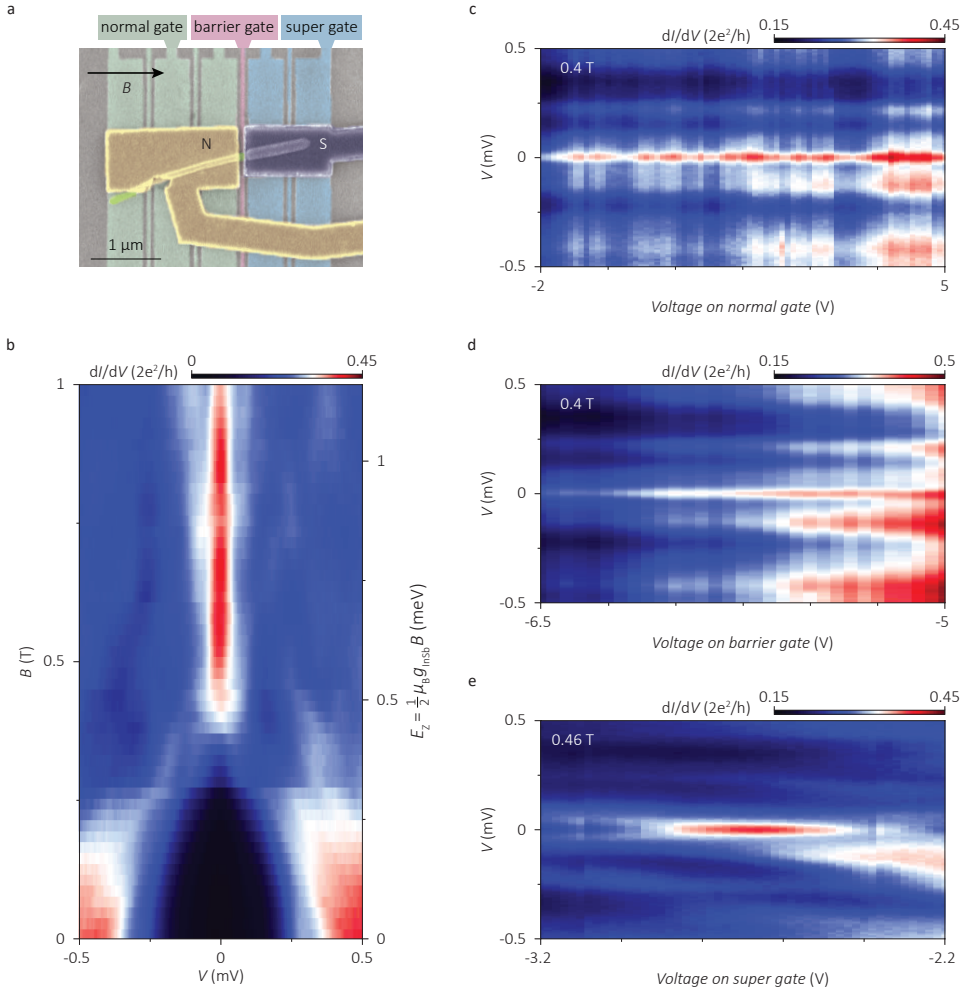 a
normal gate
barrier gate
super gate
B
N
S
1 μm
b
dI/dV (2e²/h)
0
0.45
1
0.5
0
B (T)
1
0.5
0
E_Z = ½ μ_B g_InSb B (meV)
-0.5
0
0.5
V (mV)
c
dI/dV (2e²/h)
0.15
0.45
0.4 T
0.5
0
-0.5
V (mV)
-2
5
Voltage on normal gate (V)
d
dI/dV (2e²/h)
0.15
0.5
0.4 T
0.5
0
-0.5
V (mV)
-6.5
-5
Voltage on barrier gate (V)
e
dI/dV (2e²/h)
0.15
0.45
0.46 T
0.5
0
-0.5
V (mV)
-3.2
-2.2
Voltage on super gate (V)